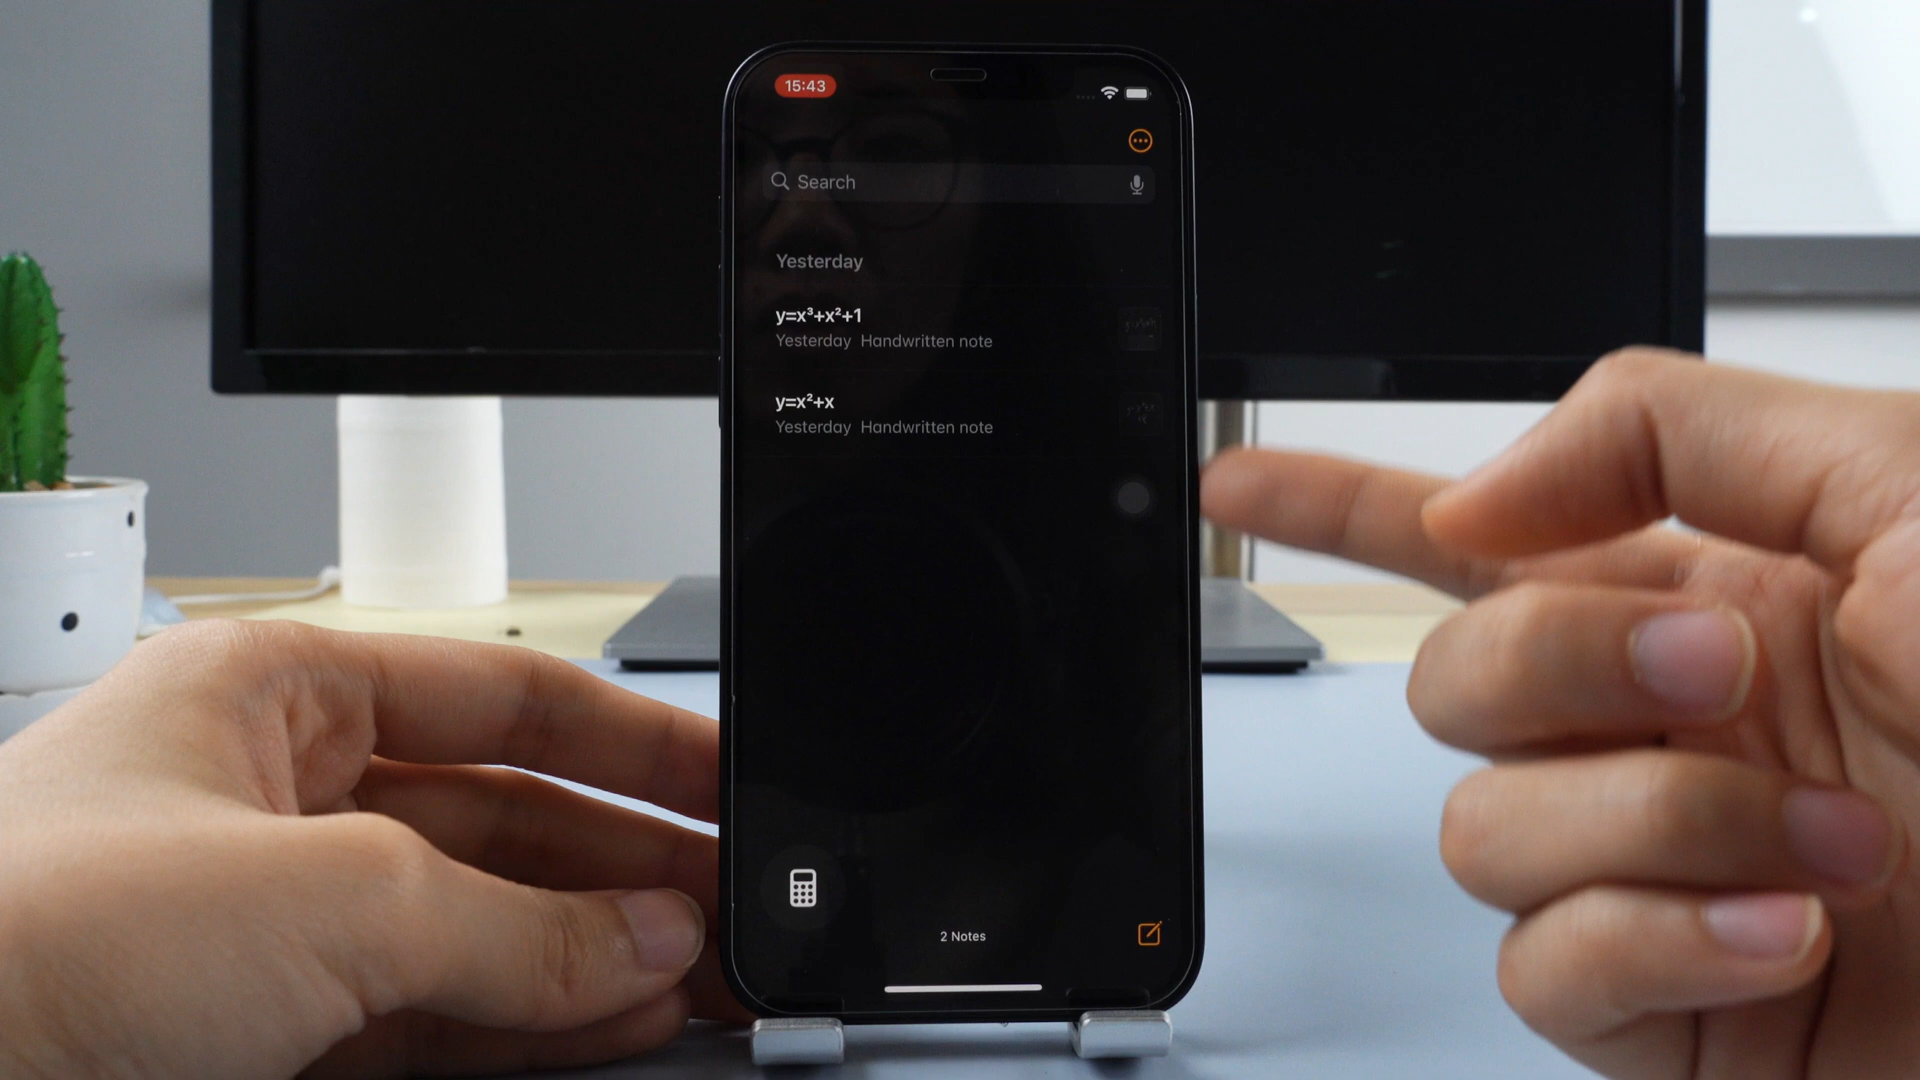 15:43
Search
Yesterday
y=x³+x²+1
Yesterday Handwritten note
y=x²+x
Yesterday Handwritten note
2 Notes